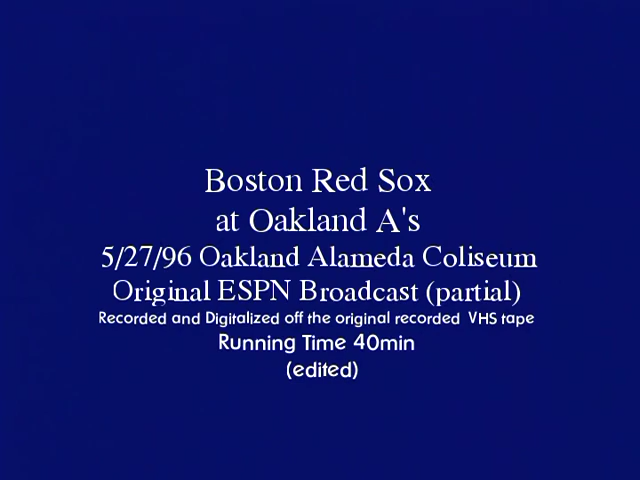 Boston Red Sox
at Oakland A's
5/27/96 Oakland Alameda Coliseum
Original ESPN Broadcast (partial)
Recorded and Digitalized off the original recorded VHS tape
Running Time 40min
(edited)